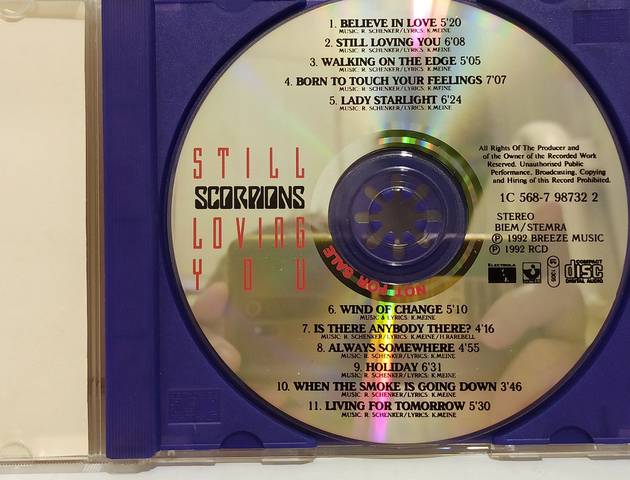 1. BELIEVE IN LOVE 5'20
MUSIC: R. SCHENKER/LYRICS: K.MEINE
2. STILL LOVING YOU 6'08
MUSIC: R. SCHENKER/LYRICS: K.MEINE
3. WALKING ON THE EDGE 5'05
MUSIC: R. SCHENKER/LYRICS: K.MEINE
4. BORN TO TOUCH YOUR FEELINGS 7'07
MUSIC: R. SCHENKER/LYRICS: K.MEINE
5. LADY STARLIGHT 6'24
MUSIC: R. SCHENKER/LYRICS: K.MEINE
STILL
SCORPIONS
LOVING
YOU
All Rights Of The Producer and
of the Owner of the Recorded Work
Reserved. Unauthorised Public
Performance, Broadcasting, Copying
and Hiring of this Record Prohibited.
1C 568-7 98732 2
STEREO
BIEM/STEMRA
Ⓟ 1992 BREEZE MUSIC
Ⓟ 1992 RCD
ELECTROLA
COMPACT
disc
DIGITAL AUDIO
NOT FOR SALE
6. WIND OF CHANGE 5'10
MUSIC & LYRICS: K.MEINE
7. IS THERE ANYBODY THERE? 4'16
MUSIC: R. SCHENKER/LYRICS: K.MEINE/H.RAREBELL
8. ALWAYS SOMEWHERE 4'55
MUSIC: R. SCHENKER/LYRICS: K.MEINE
9. HOLIDAY 6'31
MUSIC: R. SCHENKER/LYRICS: K.MEINE
10. WHEN THE SMOKE IS GOING DOWN 3'46
MUSIC: R. SCHENKER/LYRICS: K.MEINE
11. LIVING FOR TOMORROW 5'30
MUSIC: R. SCHENKER/LYRICS: K.MEINE